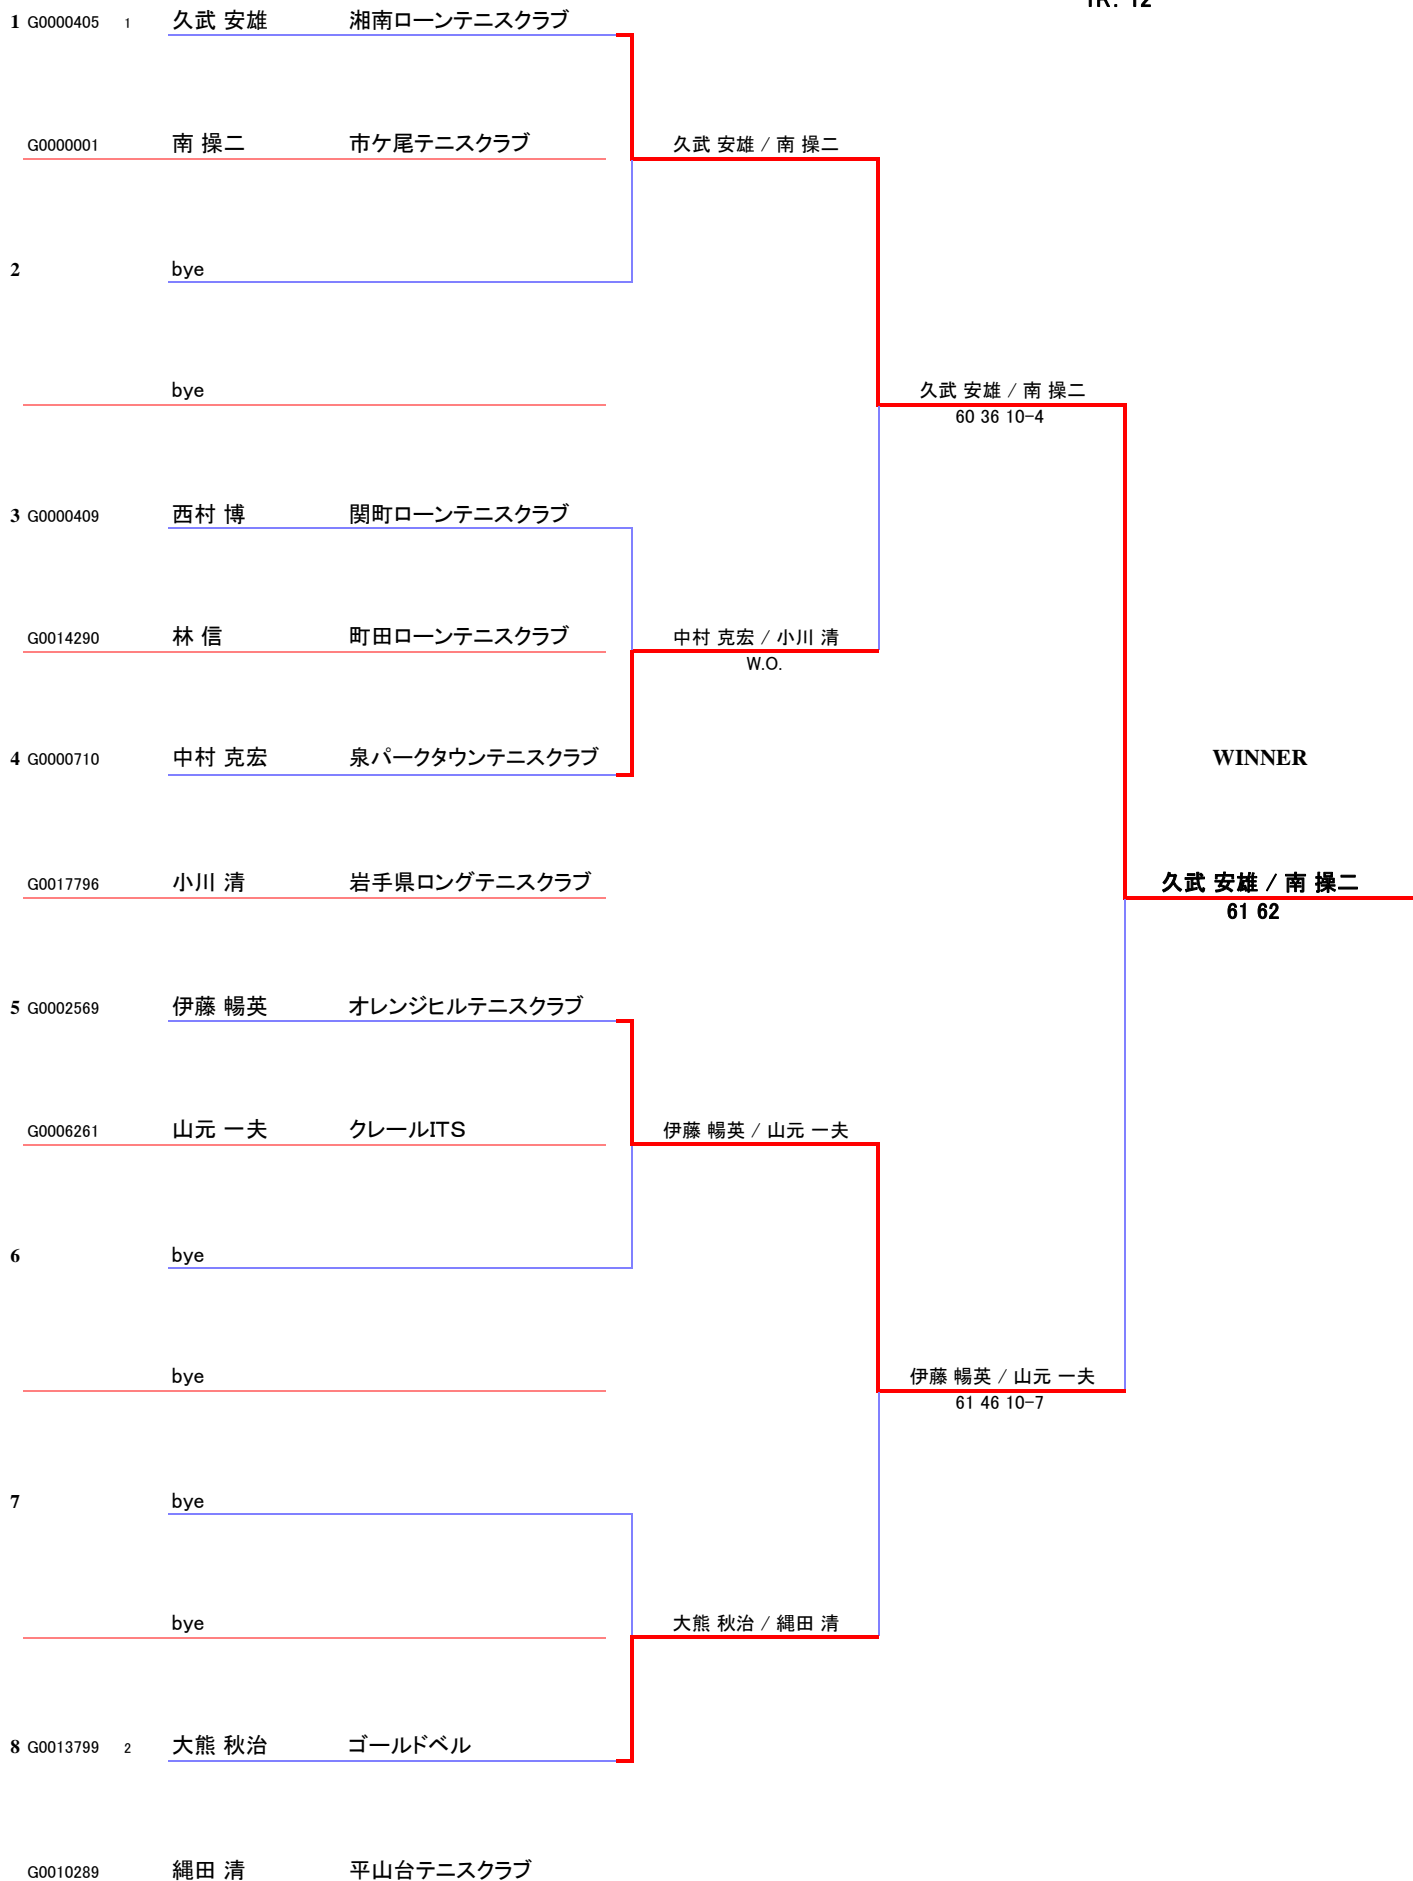 1 G0000405 1 久武 安雄 湘南ローンテニスクラブ
G0000001 南 操二 市ケ尾テニスクラブ 久武 安雄 / 南 操二
2 bye
bye 久武 安雄 / 南 操二
60 36 10-4
3 G0000409 西村 博 関町ローンテニスクラブ
G0014290 林 信 町田ローンテニスクラブ 中村 克宏 / 小川 清
W.O.
4 G0000710 中村 克宏 泉パークタウンテニスクラブ WINNER
G0017796 小川 清 岩手県ロングテニスクラブ 久武 安雄 / 南 操二
61 62
5 G0002569 伊藤 暢英 オレンジヒルテニスクラブ
G0006261 山元 一夫 クレールITS 伊藤 暢英 / 山元 一夫
6 bye
bye 伊藤 暢英 / 山元 一夫
61 46 10-7
7 bye
bye 大熊 秋治 / 縄田 清
8 G0013799 2 大熊 秋治 ゴールドベル
G0010289 縄田 清 平山台テニスクラブ